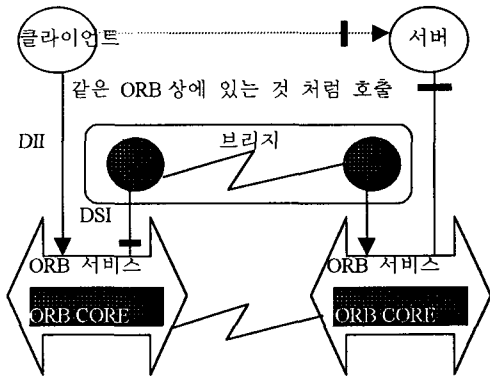 클라이언트
서버
같은 ORB 상에 있는 것 처럼 호출
DII
브리지
DSI
ORB 서비스
ORB 서비스
ORB CORE
ORB CORE